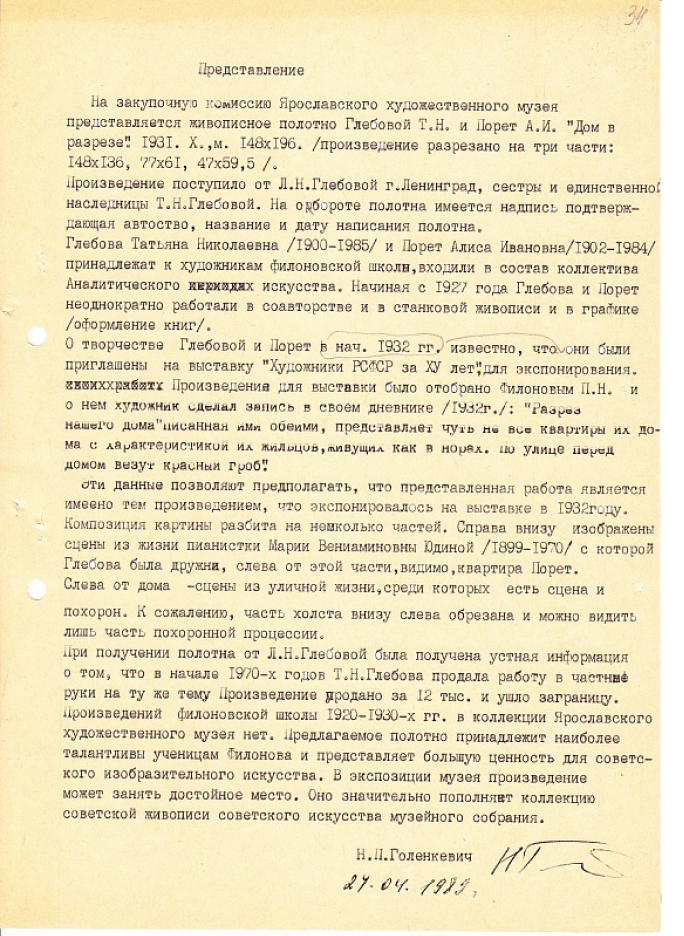 34
Представление
На закупочную комиссию Ярославского художественного музея
представляется живописное полотно Глебовой Т.Н. и Порет А.И. "Дом в
разрезе". 1931. Х.,м. 148х196. /произведение разрезано на три части:
148х136, 77х61, 47х59,5 /.
Произведение поступило от Л.Н.Глебовой г.Ленинград, сестры и единственной
наследницы Т.Н.Глебовой. На обороте полотна имеется надпись подтверж-
дающая автоство, название и дату написания полотна.
Глебова Татьяна Николаевна /1900-1985/ и Порет Алиса Ивановна/1902-1984/
принадлежат к художникам филоновской школы,входили в состав коллектива
Аналитического искусства. Начиная с 1927 года Глебова и Порет
неоднократно работали в соавторстве и в станковой живописи и в графике
/оформление книг/.
О творчестве Глебовой и Порет в нач. 1932 гг. известно, что они были
приглашены на выставку "Художники РСФСР за ХУ лет",для экспонирования.
Произведения для выставки было отобрано Филоновым П.Н. и
о нем художник сделал запись в своем дневнике /1932г./: "Разрез
нашего дома"писанная ими обеими, представляет чуть не все квартиры их до-
ма с характеристикой их жильцов,живущих как в норах. По улице перед
домом везут красный гроб".
Эти данные позволяют предполагать, что представленная работа является
имеено тем произведением, что экспонировалось на выставке в 1932году.
Композиция картины разбита на нешколько частей. Справа внизу изображены
сцены из жизни пианистки Марии Вениаминовны Юдиной /1899-1970/ с которой
Глебова была дружни, слева от этой части,видимо,квартира Порет.
Слева от дома -сцены из уличной жизни,среди которых есть сцена и
похорон. К сожалению, часть холста внизу слева обрезана и можно видить
лишь часть похоронной процессии.
При получении полотна от Л.Н.Глебовой была получена устная информация
о том, что в начале 1970-х годов Т.Н.Глебова продала работу в частные
руки на ту же тему Произведение продано за 12 тыс. и ушло заграницу.
Произведений филоновской школы 1920-1930-х гг. в коллекции Ярославского
художественного музея нет. Предлагаемое полотно принадлежит наиболее
талантливы ученицам Филонова и представляет большую ценность для советс-
кого изобразительного искусства. В экспозиции музея произведение
может занять достойное место. Оно значительно пополняет коллекцию
советской живописи советского искусства музейного собрания.
Н.П.Голенкевич
27.04.1989г.